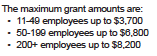 The maximum grant amounts are:
• 11-49 employees up to $3,700
• 50-199 employees up to $6,800
• 200+ employees up to $8,200